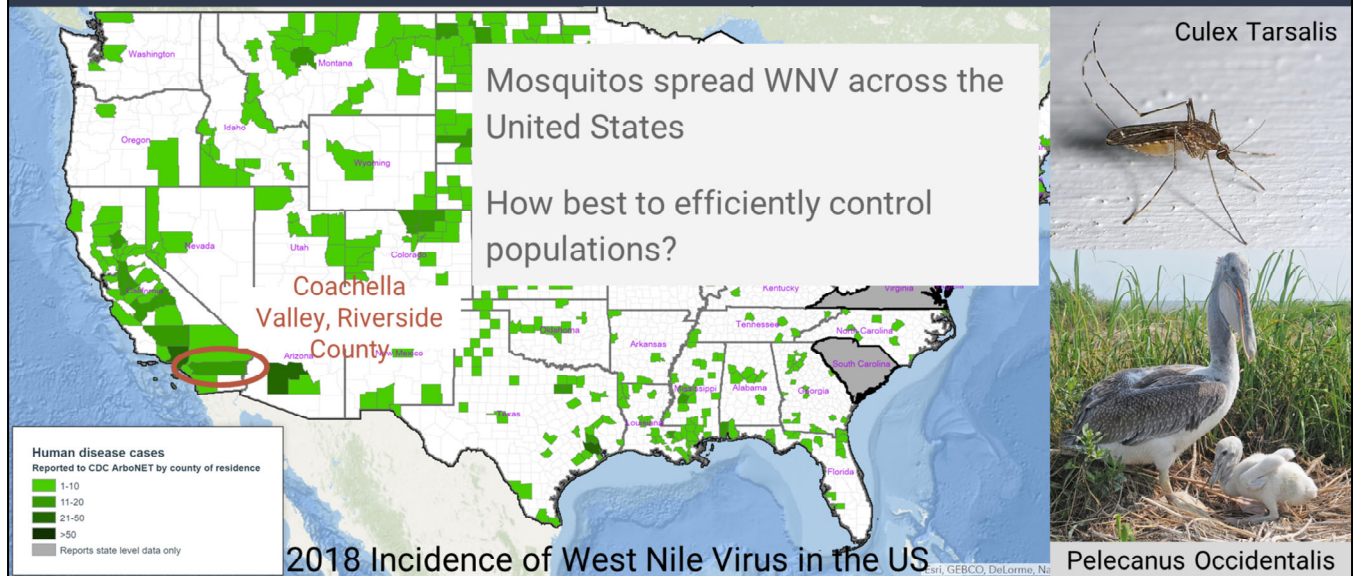 Culex Tarsalis
Mosquitos spread WNV across the
United States
How best to efficiently control
populations?
Washington
Montana
Oregon
Idaho
Wyoming
Nevada
Utah
Colorado
California
Coachella
Valley, Riverside
County
Arizona
New Mexico
Oklahoma
Texas
Arkansas
Louisiana
Mississippi
Alabama
Tennessee
Kentucky
Virginia
North Carolina
South Carolina
Georgia
Florida
Human disease cases
Reported to CDC ArboNET by county of residence
1-10
11-20
21-50
>50
Reports state level data only
2018 Incidence of West Nile Virus in the US
Esri, GEBCO, DeLorme, Na
Pelecanus Occidentalis